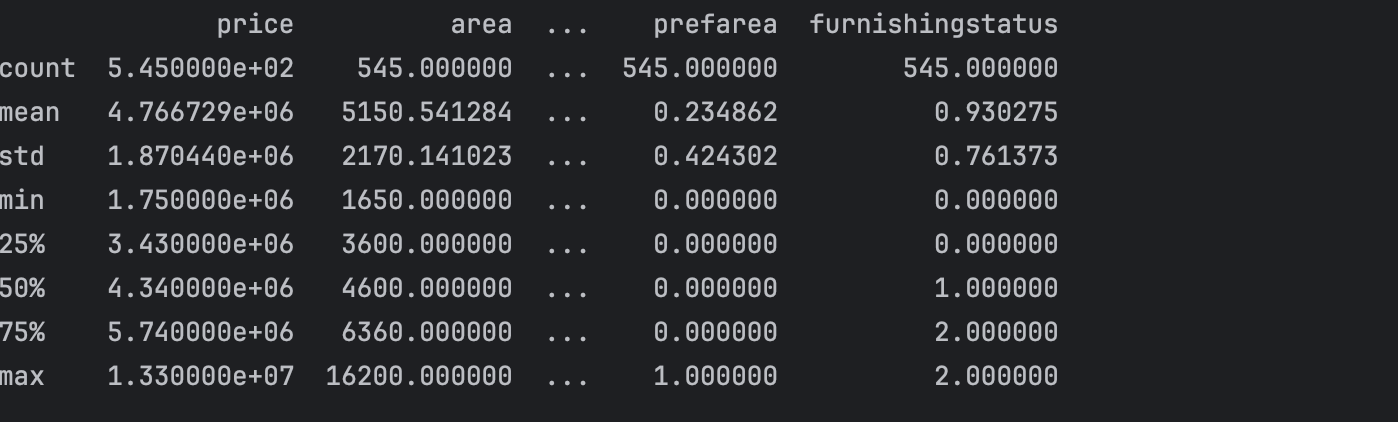 price area ... prefarea furnishingstatus
count 5.450000e+02 545.000000 ... 545.000000 545.000000
mean 4.766729e+06 5150.541284 ... 0.234862 0.930275
std 1.870440e+06 2170.141023 ... 0.424302 0.761373
min 1.750000e+06 1650.000000 ... 0.000000 0.000000
25% 3.430000e+06 3600.000000 ... 0.000000 0.000000
50% 4.340000e+06 4600.000000 ... 0.000000 1.000000
75% 5.740000e+06 6360.000000 ... 0.000000 2.000000
max 1.330000e+07 16200.000000 ... 1.000000 2.000000